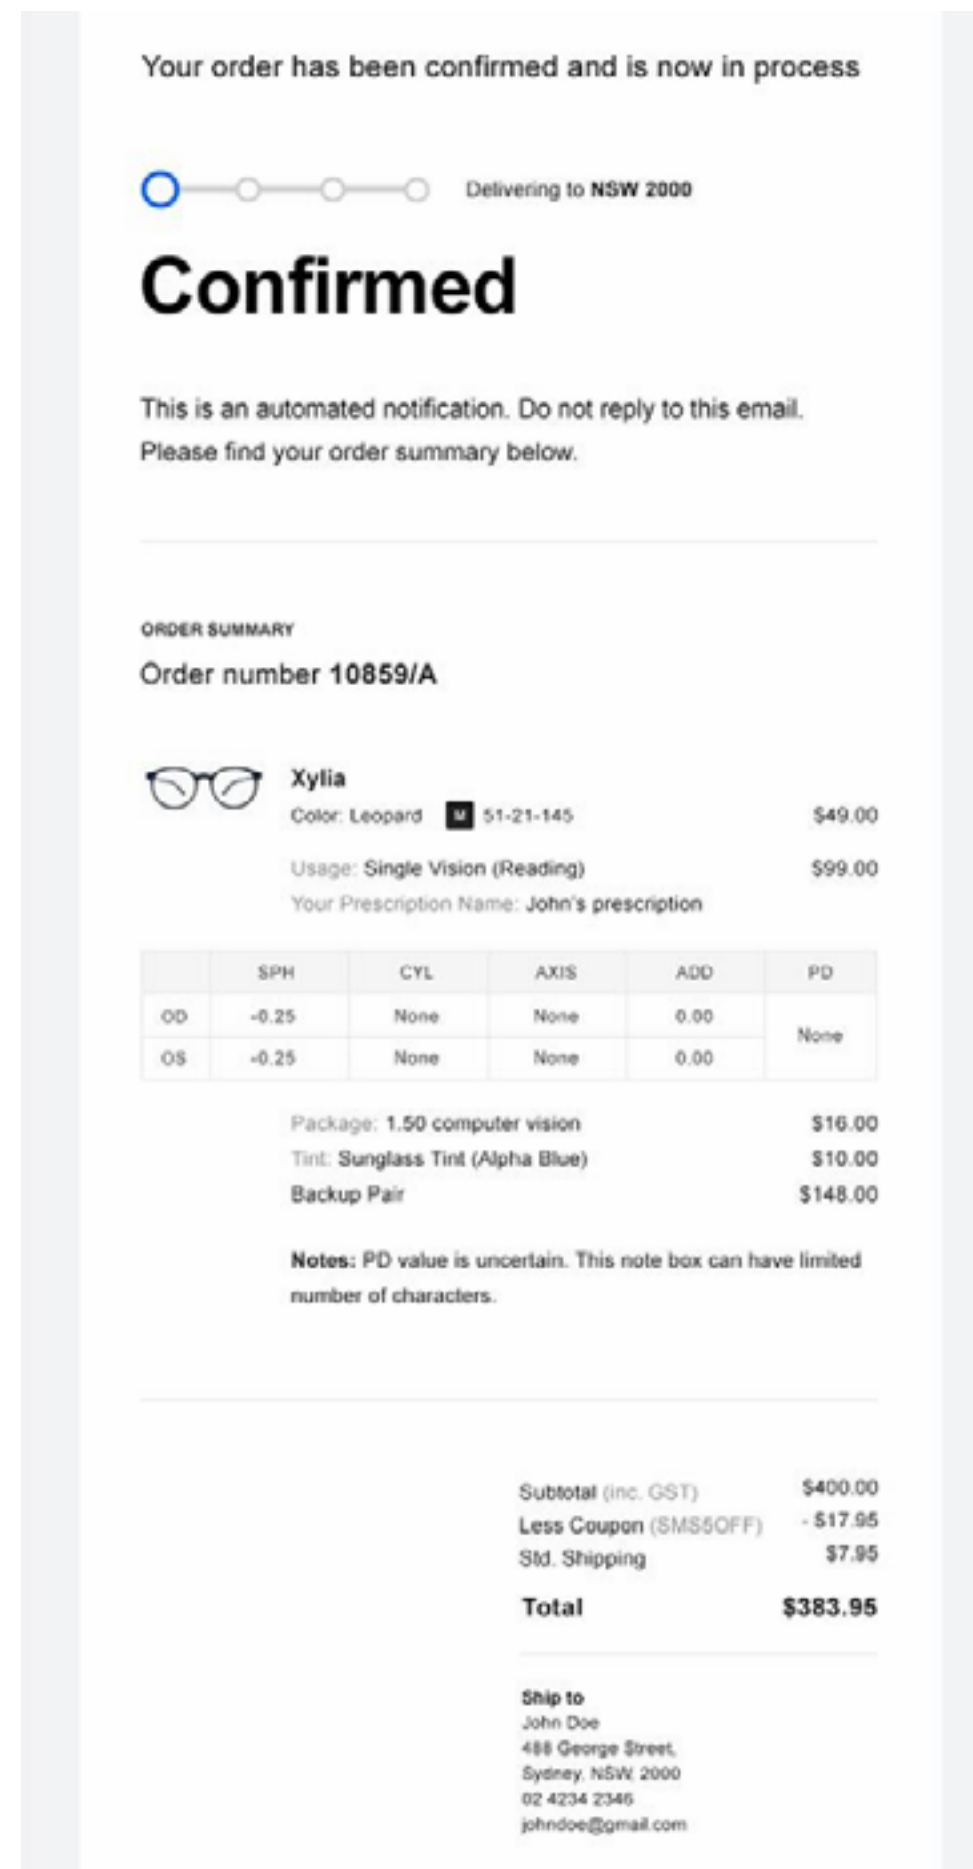 Your order has been confirmed and is now in process
Delivering to NSW 2000
Confirmed
This is an automated notification. Do not reply to this email.
Please find your order summary below.
ORDER SUMMARY
Order number 10859/A
Xylia
Color: Leopard M 51-21-145 $49.00
Usage: Single Vision (Reading) $99.00
Your Prescription Name: John's prescription
SPH CYL AXIS ADD PD
OD -0.25 None None 0.00
None
OS -0.25 None None 0.00
Package: 1.50 computer vision $16.00
Tint: Sunglass Tint (Alpha Blue) $10.00
Backup Pair $148.00
Notes: PD value is uncertain. This note box can have limited
number of characters.
Subtotal (inc. GST) $400.00
Less Coupon (SMS5OFF) - $17.95
Std. Shipping $7.95
Total $383.95
Ship to
John Doe
488 George Street,
Sydney, NSW, 2000
02 4234 2346
johndoe@gmail.com